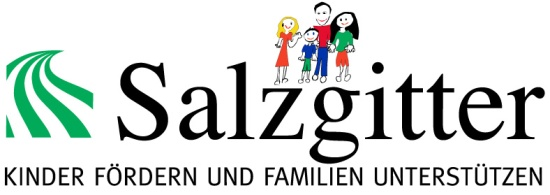 Salzgitter
KINDER FÖRDERN UND FAMILIEN UNTERSTÜTZEN